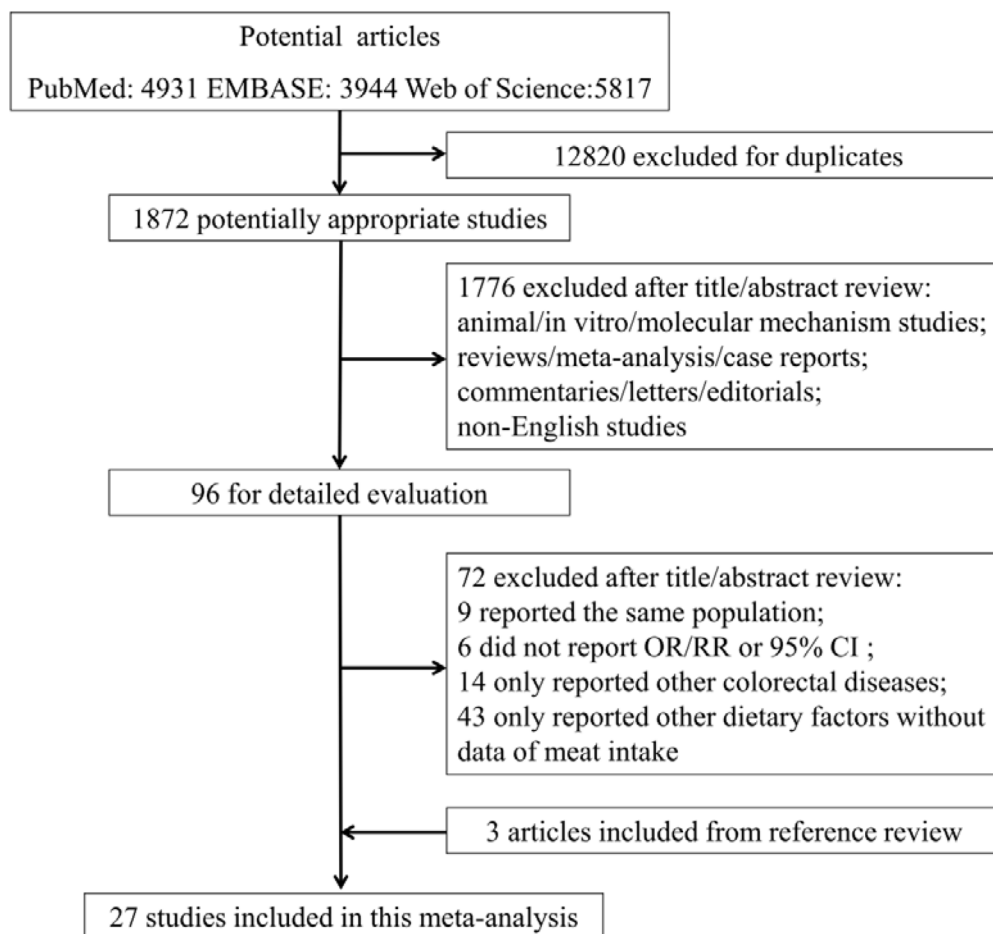 Potential articles
PubMed: 4931 EMBASE: 3944 Web of Science:5817
12820 excluded for duplicates
1872 potentially appropriate studies
1776 excluded after title/abstract review:
animal/in vitro/molecular mechanism studies;
reviews/meta-analysis/case reports;
commentaries/letters/editorials;
non-English studies
96 for detailed evaluation
72 excluded after title/abstract review:
9 reported the same population;
6 did not report OR/RR or 95% CI ;
14 only reported other colorectal diseases;
43 only reported other dietary factors without
data of meat intake
3 articles included from reference review
27 studies included in this meta-analysis